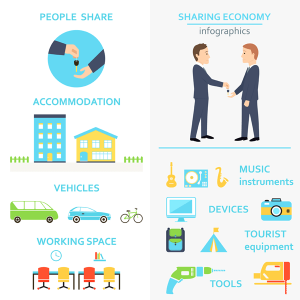 PEOPLE SHARE
ACCOMMODATION
VEHICLES
WORKING SPACE
SHARING ECONOMY
infographics
MUSIC
instruments
DEVICES
TOURIST
equipment
TOOLS